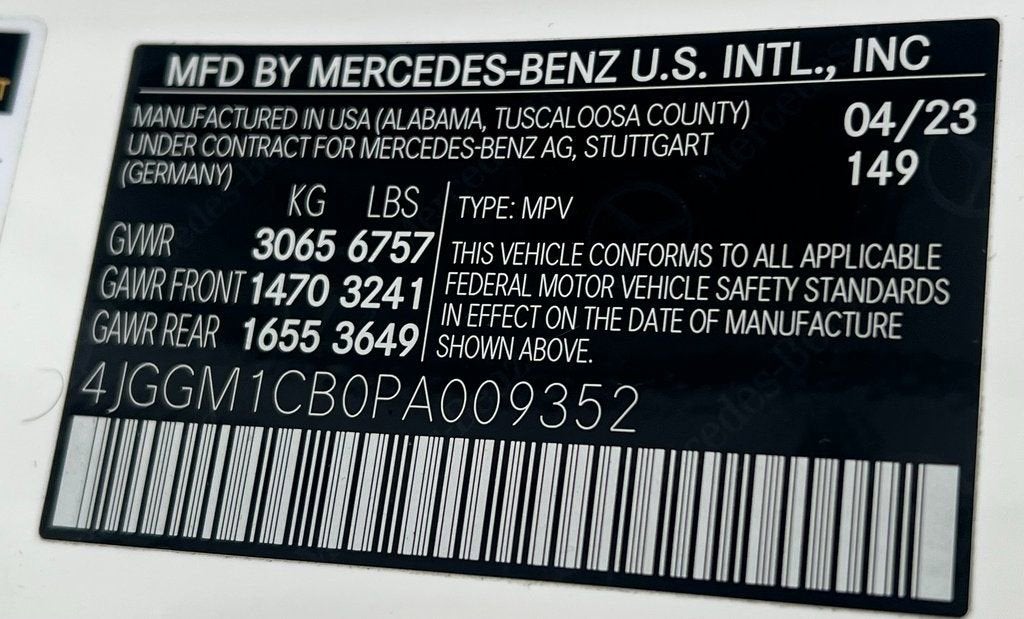 MFD BY MERCEDES-BENZ U.S. INTL., INC
MANUFACTURED IN USA (ALABAMA, TUSCALOOSA COUNTY)
UNDER CONTRACT FOR MERCEDES-BENZ AG, STUTTGART
(GERMANY)
04/23
149
KG LBS
GVWR 3065 6757
GAWR FRONT 1470 3241
GAWR REAR 1655 3649
TYPE: MPV
THIS VEHICLE CONFORMS TO ALL APPLICABLE
FEDERAL MOTOR VEHICLE SAFETY STANDARDS
IN EFFECT ON THE DATE OF MANUFACTURE
SHOWN ABOVE.
4JGGM1CB0PA009352